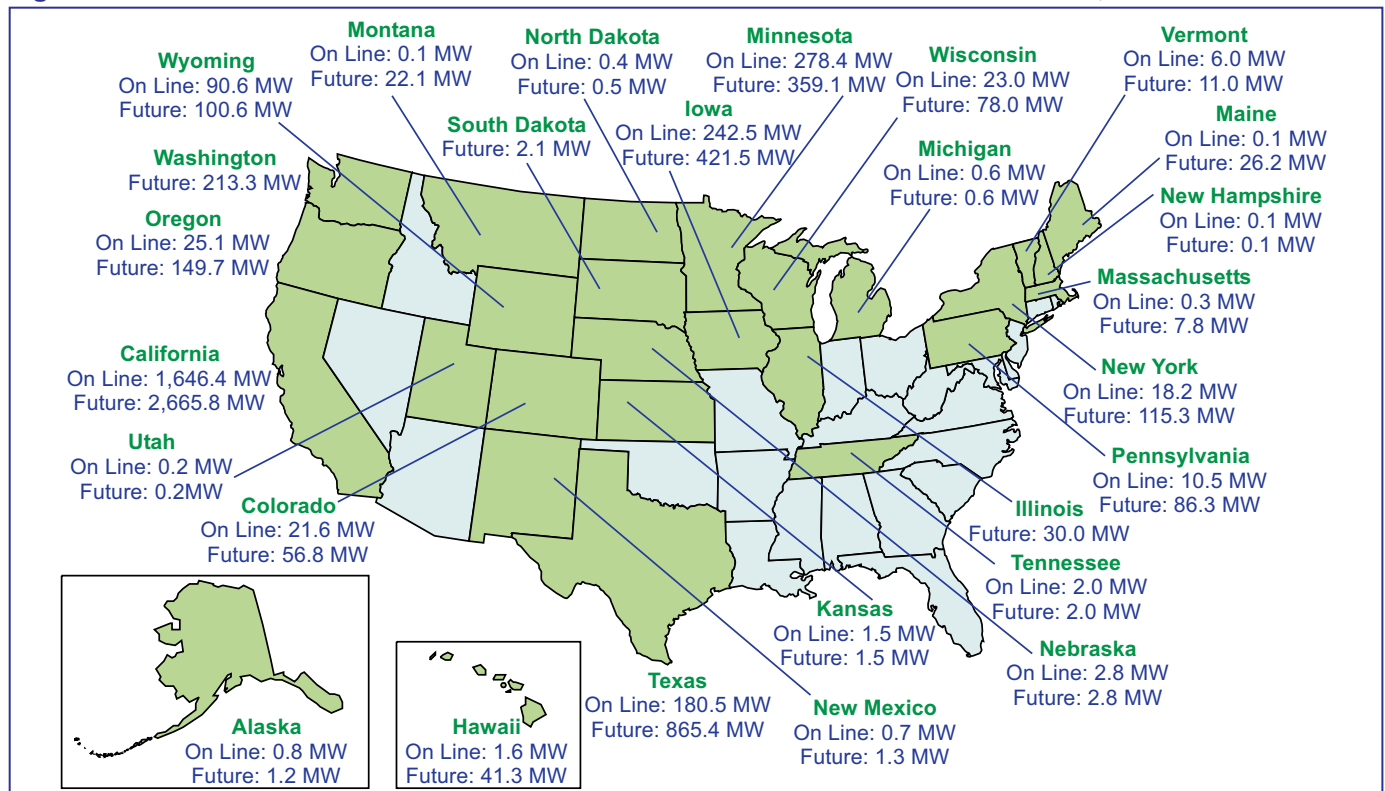 Montana
On Line: 0.1 MW
Future: 22.1 MW
North Dakota
On Line: 0.4 MW
Future: 0.5 MW
Minnesota
On Line: 278.4 MW
Future: 359.1 MW
Vermont
On Line: 6.0 MW
Future: 11.0 MW
Wyoming
On Line: 90.6 MW
Future: 100.6 MW
Wisconsin
On Line: 23.0 MW
Future: 78.0 MW
Iowa
On Line: 242.5 MW
Future: 421.5 MW
South Dakota
Future: 2.1 MW
Maine
On Line: 0.1 MW
Future: 26.2 MW
Michigan
On Line: 0.6 MW
Future: 0.6 MW
Washington
Future: 213.3 MW
New Hampshire
On Line: 0.1 MW
Future: 0.1 MW
Oregon
On Line: 25.1 MW
Future: 149.7 MW
Massachusetts
On Line: 0.3 MW
Future: 7.8 MW
California
On Line: 1,646.4 MW
Future: 2,665.8 MW
New York
On Line: 18.2 MW
Future: 115.3 MW
Utah
On Line: 0.2 MW
Future: 0.2MW
Pennsylvania
On Line: 10.5 MW
Future: 86.3 MW
Colorado
On Line: 21.6 MW
Future: 56.8 MW
Illinois
Future: 30.0 MW
Tennessee
On Line: 2.0 MW
Future: 2.0 MW
Kansas
On Line: 1.5 MW
Future: 1.5 MW
Nebraska
On Line: 2.8 MW
Future: 2.8 MW
Texas
On Line: 180.5 MW
Future: 865.4 MW
New Mexico
On Line: 0.7 MW
Future: 1.3 MW
Alaska
On Line: 0.8 MW
Future: 1.2 MW
Hawaii
On Line: 1.6 MW
Future: 41.3 MW